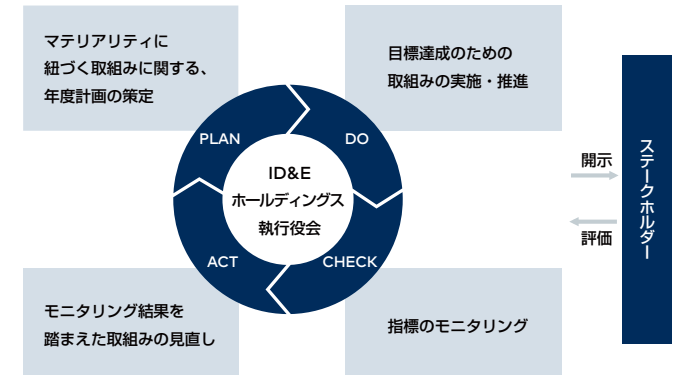 マテリアリティに
紐づく取組みに関する、
年度計画の策定
目標達成のための
取組みの実施・推進
PLAN
DO
ID&E
ホールディングス
執行役会
ACT
CHECK
モニタリング結果を
踏まえた取組みの見直し
指標のモニタリング
開示
評価
ステークホルダー